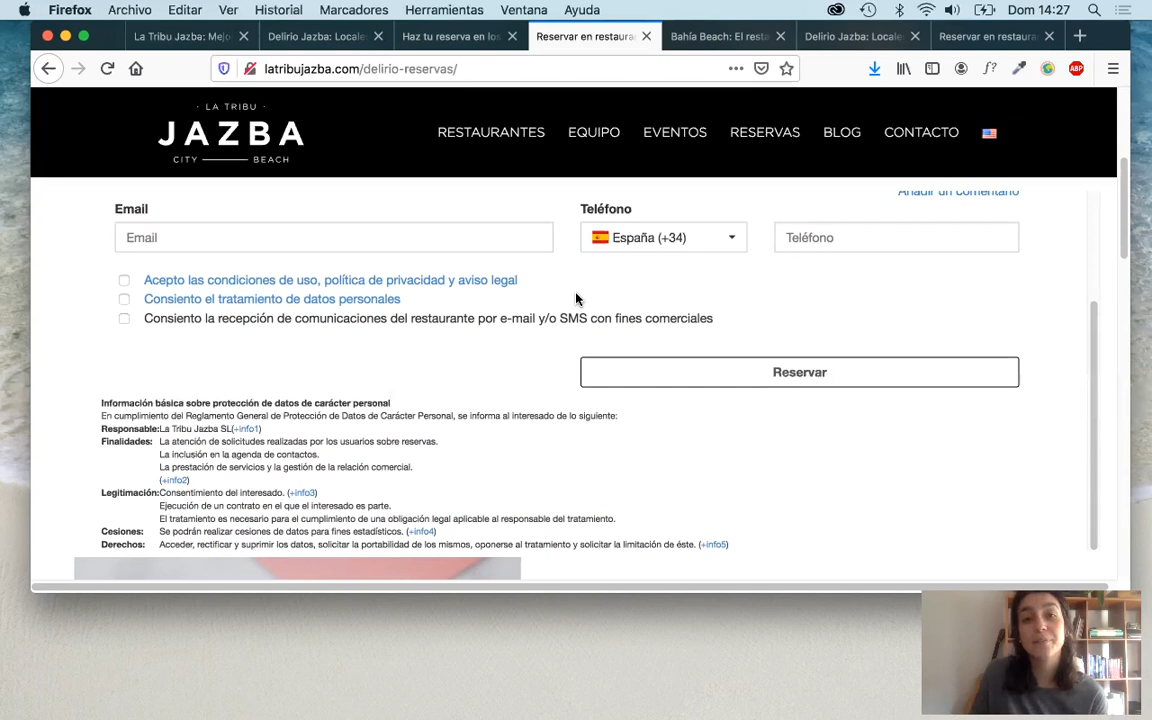 Firefox Archivo Editar Ver Historial Marcadores Herramientas Ventana Ayuda Dom 14:27
La Tribu Jazba: Mejo Delirio Jazba: Locale Haz tu reserva en los Reservar en restaura Bahía Beach: El resta Delirio Jazba: Locale Reservar en restaura
latribujazba.com/delirio-reservas/
ABP
· LA TRIBU ·
JAZBA
CITY BEACH
RESTAURANTES EQUIPO EVENTOS RESERVAS BLOG CONTACTO
Añadir un comentario
Email Teléfono
Email España (+34) Teléfono
Acepto las condiciones de uso, política de privacidad y aviso legal
Consiento el tratamiento de datos personales
Consiento la recepción de comunicaciones del restaurante por e-mail y/o SMS con fines comerciales
Reservar
Información básica sobre protección de datos de carácter personal
En cumplimiento del Reglamento General de Protección de Datos de Carácter Personal, se informa al interesado de lo siguiente:
Responsable:La Tribu Jazba SL(+info1)
Finalidades: La atención de solicitudes realizadas por los usuarios sobre reservas.
La inclusión en la agenda de contactos.
La prestación de servicios y la gestión de la relación comercial.
(+info2)
Legitimación:Consentimiento del interesado. (+info3)
Ejecución de un contrato en el que el interesado es parte.
El tratamiento es necesario para el cumplimiento de una obligación legal aplicable al responsable del tratamiento.
Cesiones: Se podrán realizar cesiones de datos para fines estadísticos. (+info4)
Derechos: Acceder, rectificar y suprimir los datos, solicitar la portabilidad de los mismos, oponerse al tratamiento y solicitar la limitación de éste. (+info5)